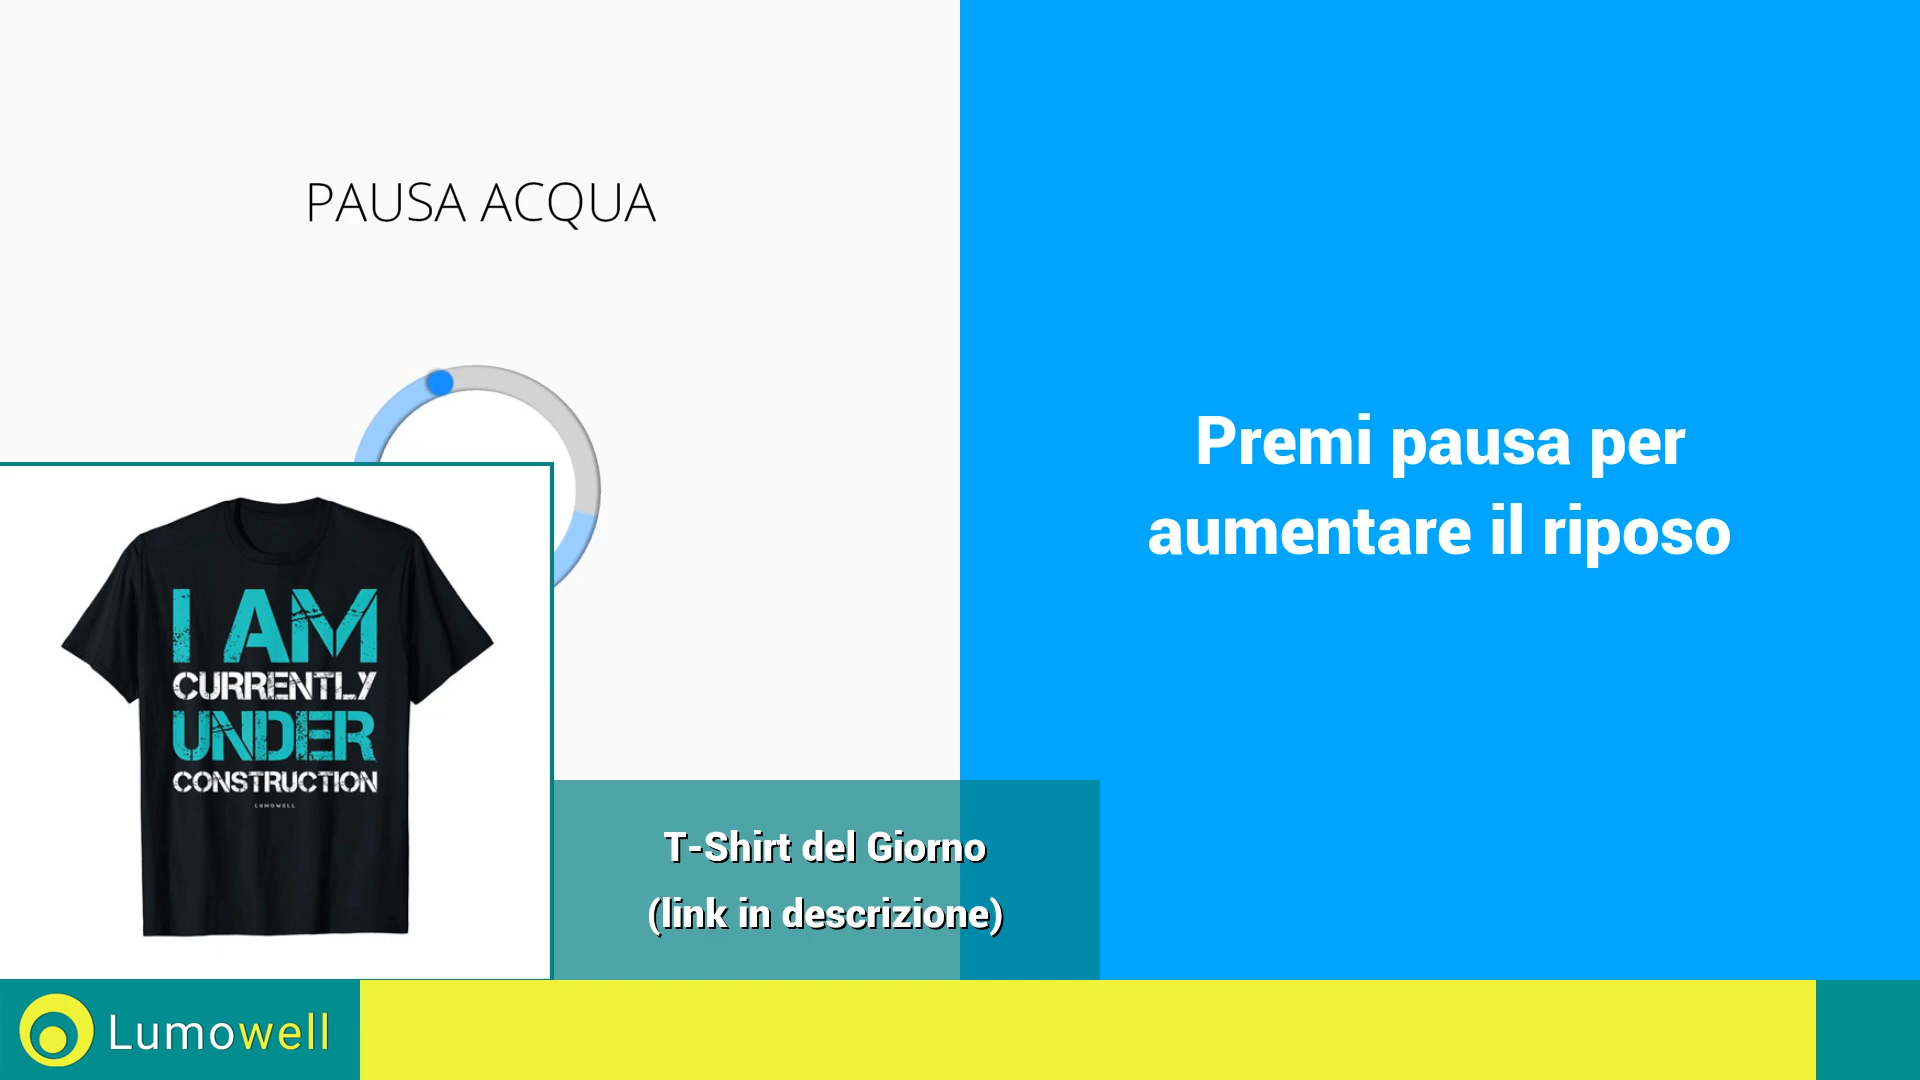 PAUSA ACQUA
Premi pausa per
aumentare il riposo
I AM
CURRENTLY
UNDER
CONSTRUCTION
LUMOWELL
T-Shirt del Giorno
(link in descrizione)
Lumowell